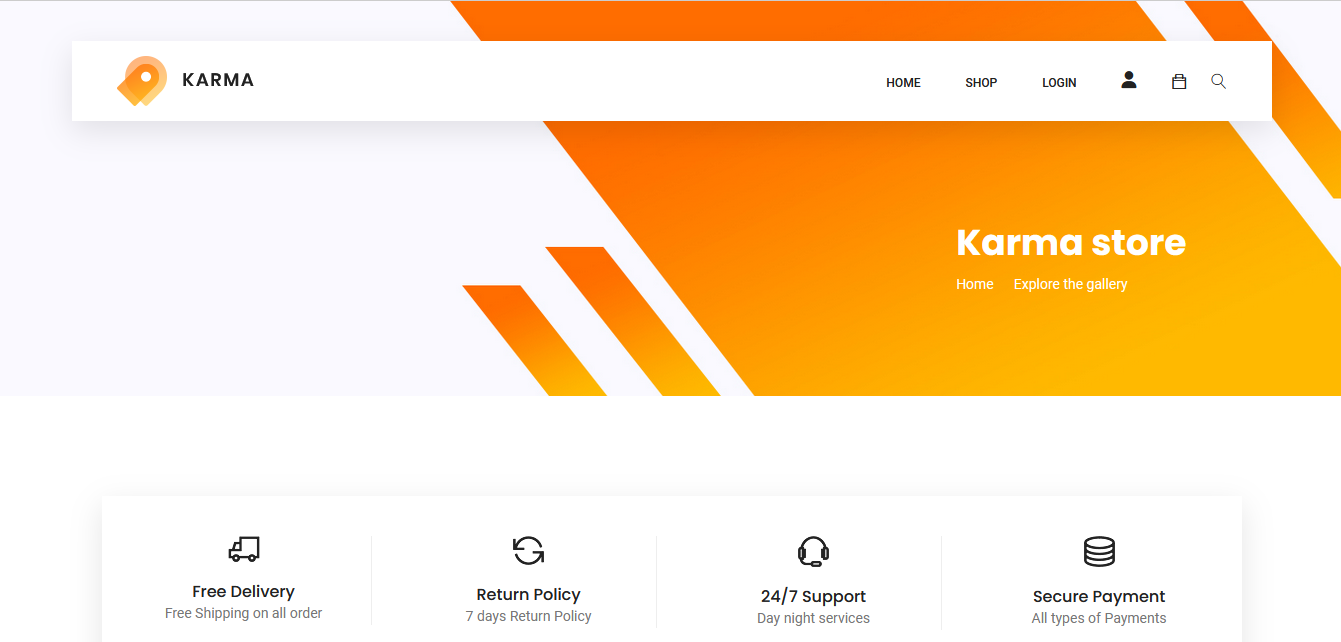 KARMA
HOME SHOP LOGIN
Karma store
Home Explore the gallery
Free Delivery
Free Shipping on all order
Return Policy
7 days Return Policy
24/7 Support
Day night services
Secure Payment
All types of Payments